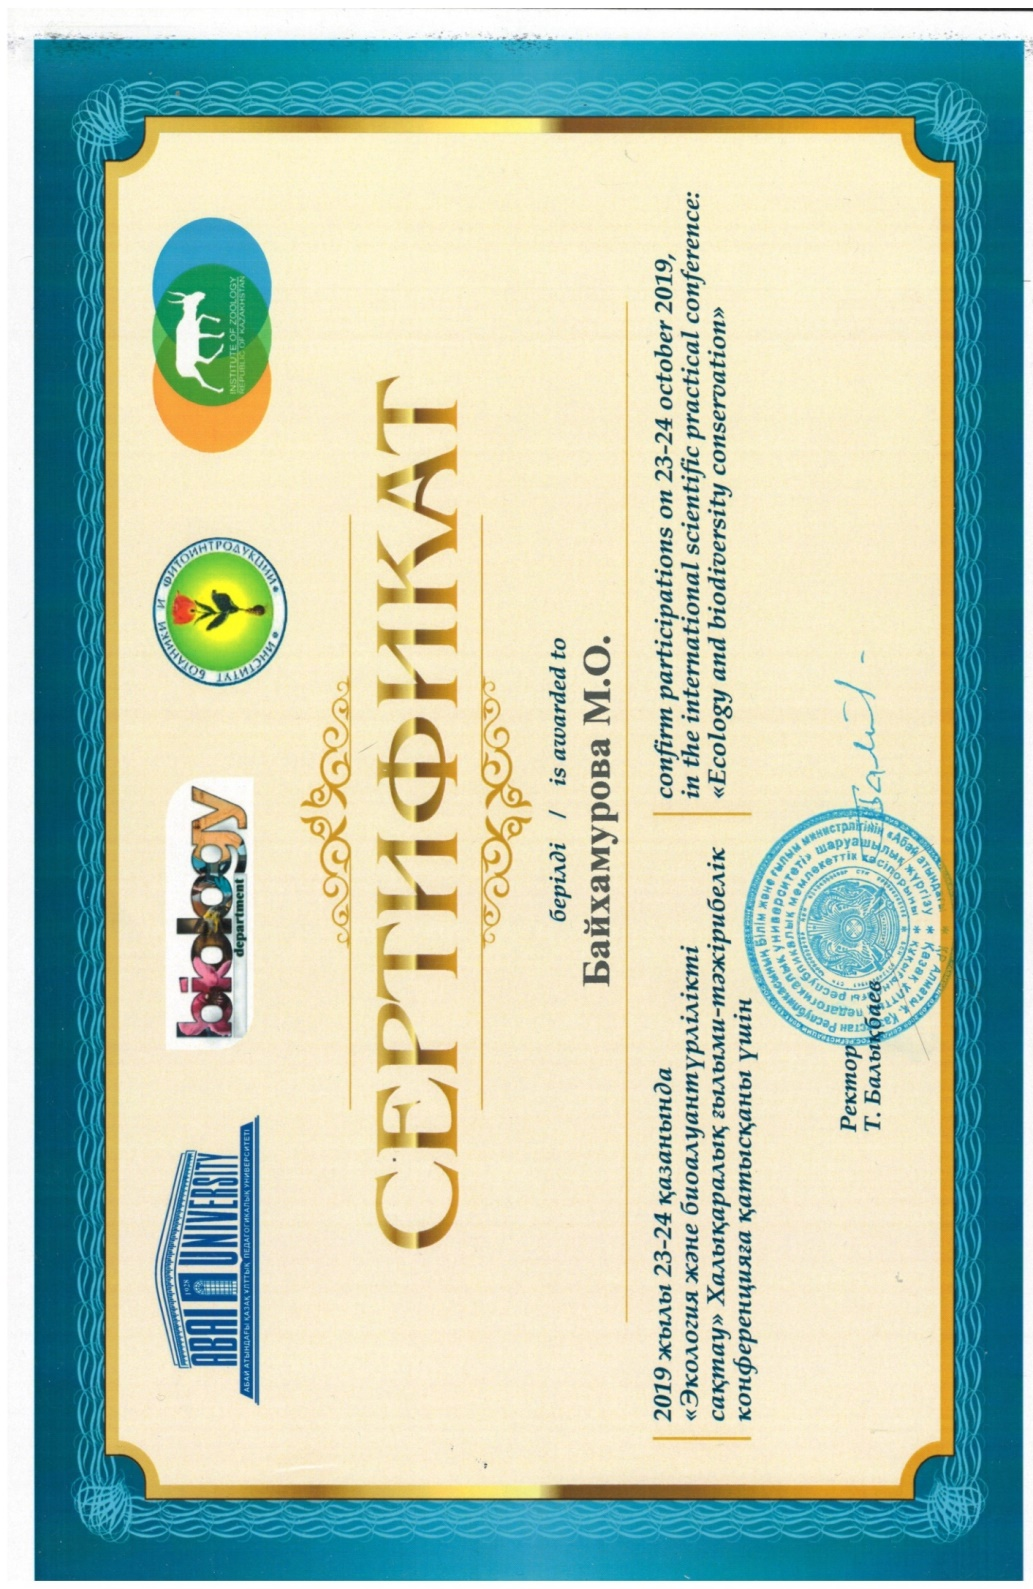 1928
ABAI UNIVERSITY
АБАЙ АТЫНДАҒЫ ҚАЗАҚ ҰЛТТЫҚ ПЕДАГОГИКАЛЫҚ УНИВЕРСИТЕТІ
biology
department
ИНСТИТУТ БОТАНИКИ И ФИТОИНТРОДУКЦИИ
INSTITUTE OF ZOOLOGY
REPUBLIC OF KAZAKHSTAN
СЕРТИФИКАТ
берілді / is awarded to
Байхамурова М.О.
2019 жылы 23-24 қазанында
«Экология және биоалуантүрлілікті
сақтау» Халықаралық ғылыми-тәжірибелік
конференцияға қатысқаны үшін
confirm participations on 23-24 october 2019,
in the international scientific practical conference:
«Ecology and biodiversity conservation»
Ректор
Т. Балықбаев